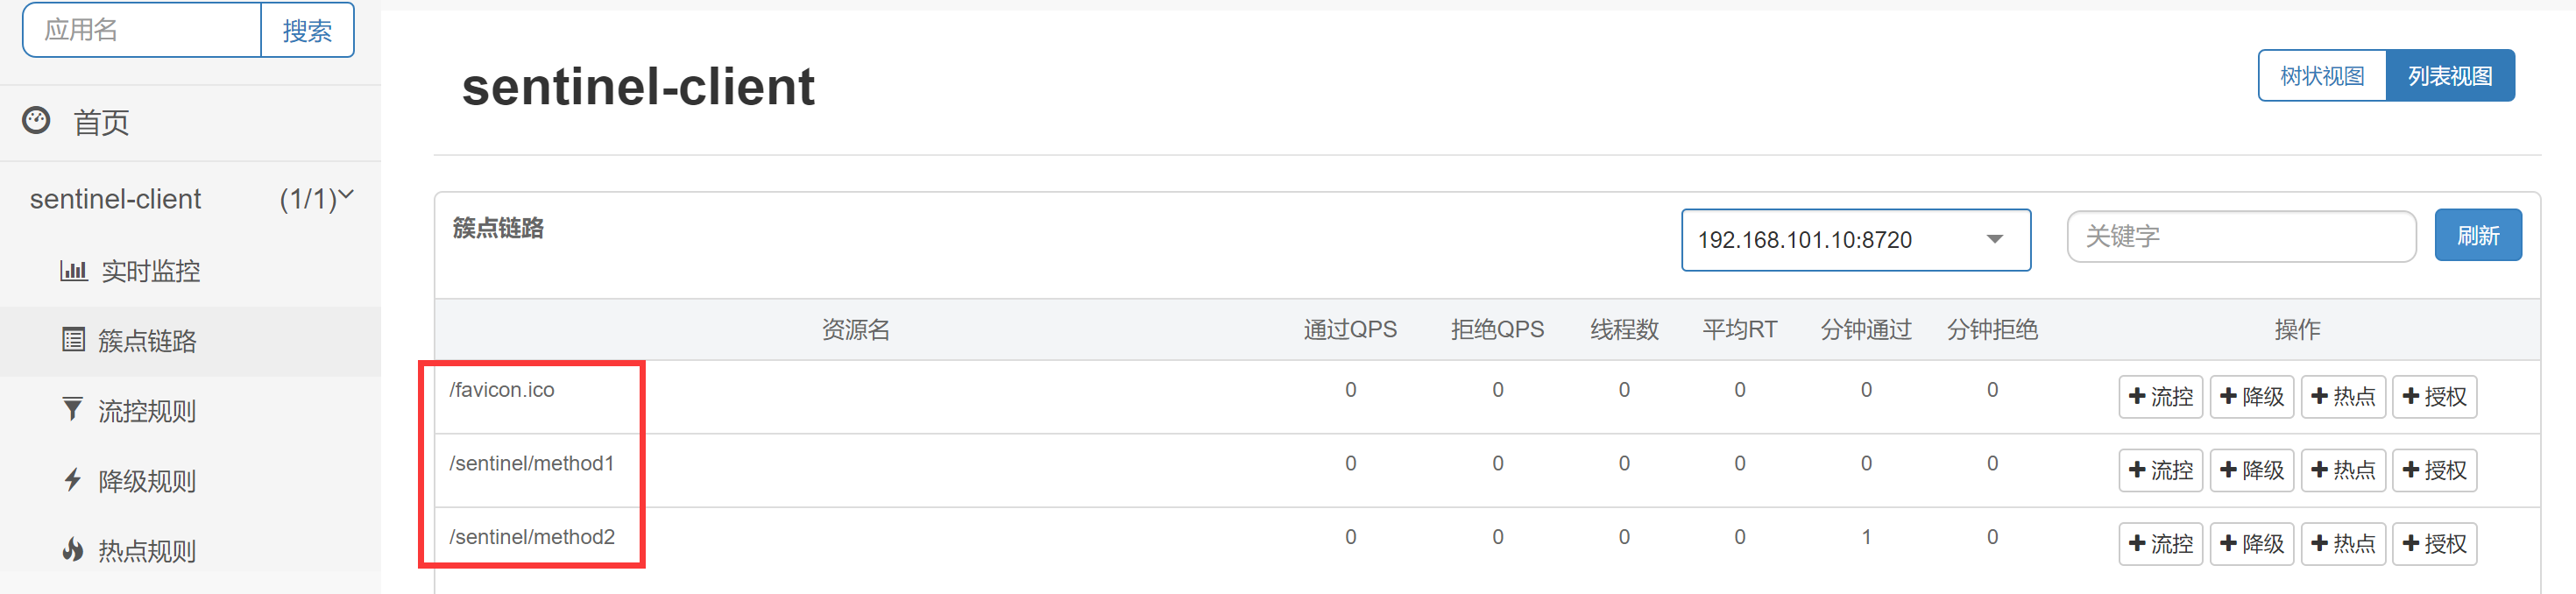 应用名 搜索
首页
sentinel-client (1/1)
实时监控
簇点链路
流控规则
降级规则
热点规则
sentinel-client
树状视图 列表视图
簇点链路 192.168.101.10:8720 关键字 刷新
资源名 通过QPS 拒绝QPS 线程数 平均RT 分钟通过 分钟拒绝 操作
/favicon.ico 0 0 0 0 0 0 +流控 +降级 +热点 +授权
/sentinel/method1 0 0 0 0 0 0 +流控 +降级 +热点 +授权
/sentinel/method2 0 0 0 0 1 0 +流控 +降级 +热点 +授权